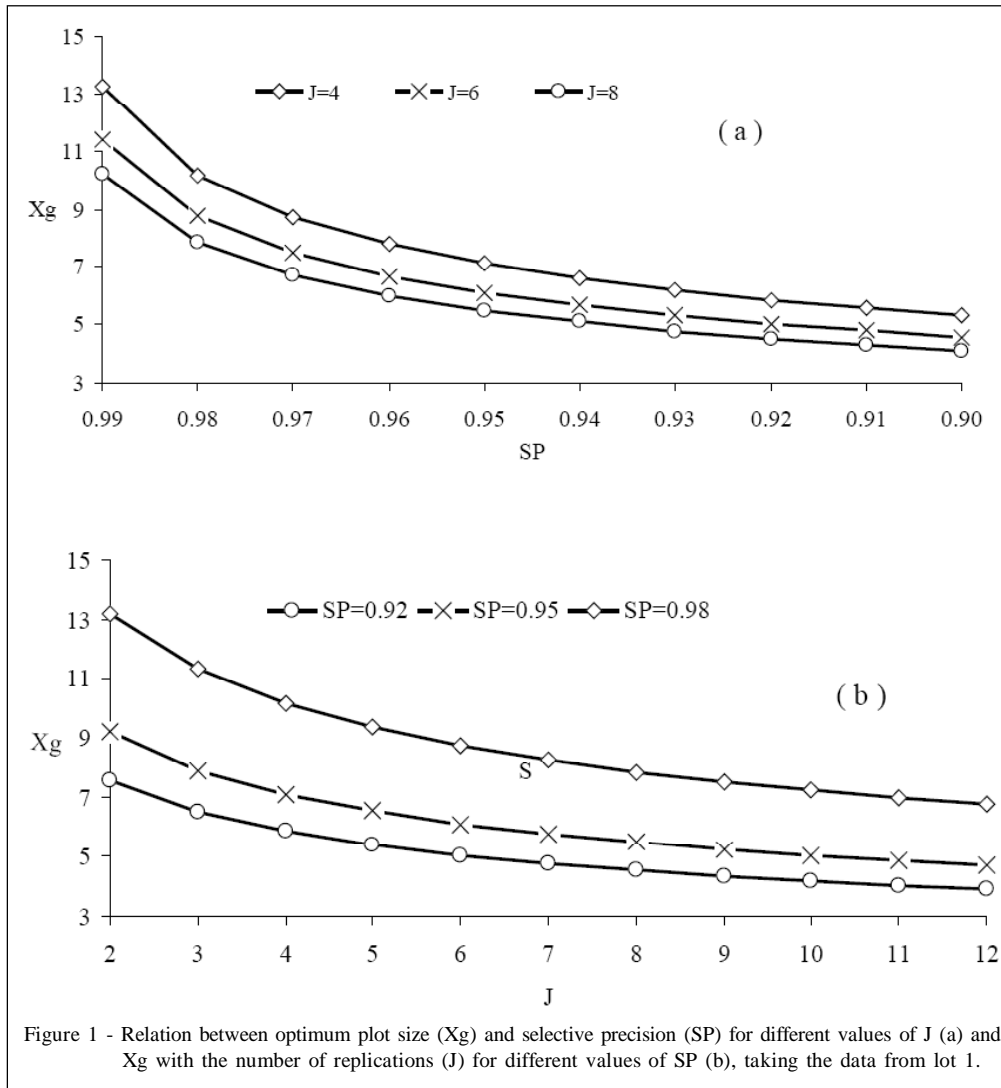 15
J=4 J=6 J=8
13
( a )
11
Xg 9
7
5
3
0.99 0.98 0.97 0.96 0.95 0.94 0.93 0.92 0.91 0.90
SP
15
SP=0.92 SP=0.95 SP=0.98
13
11
( b )
Xg 9
S
7
5
3
2 3 4 5 6 7 8 9 10 11 12
J
Figure 1 - Relation between optimum plot size (Xg) and selective precision (SP) for different values of J (a) and
Xg with the number of replications (J) for different values of SP (b), taking the data from lot 1.